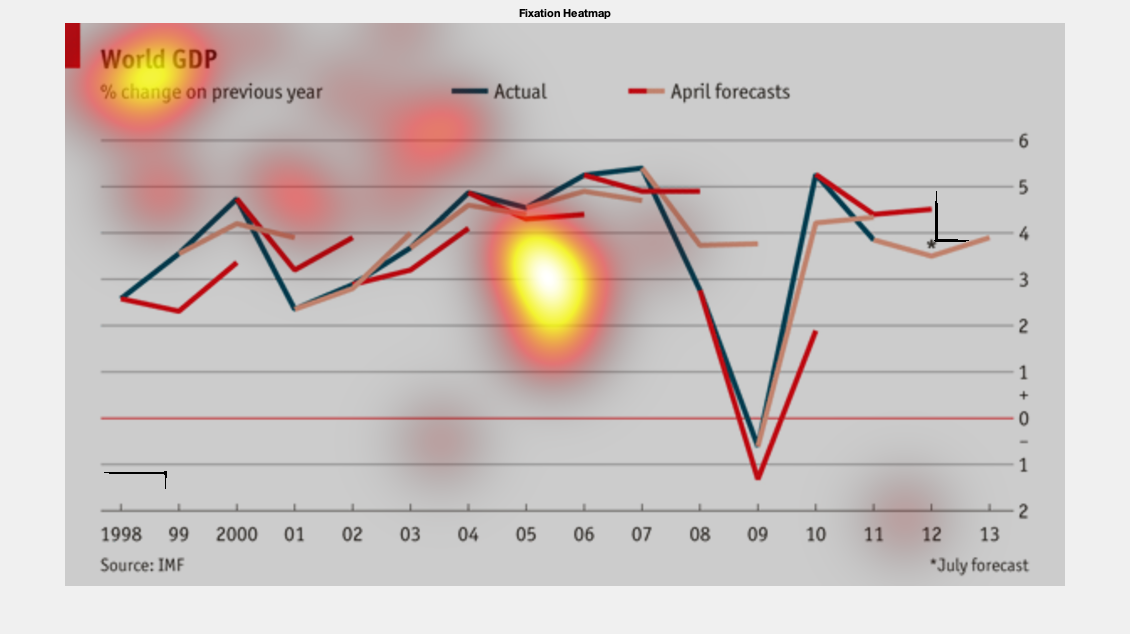 Fixation Heatmap
World GDP
% change on previous year
Actual
April forecasts
6
5
4
*
3
2
1
+
0
–
1
2
1998 99 2000 01 02 03 04 05 06 07 08 09 10 11 12 13
Source: IMF
*July forecast